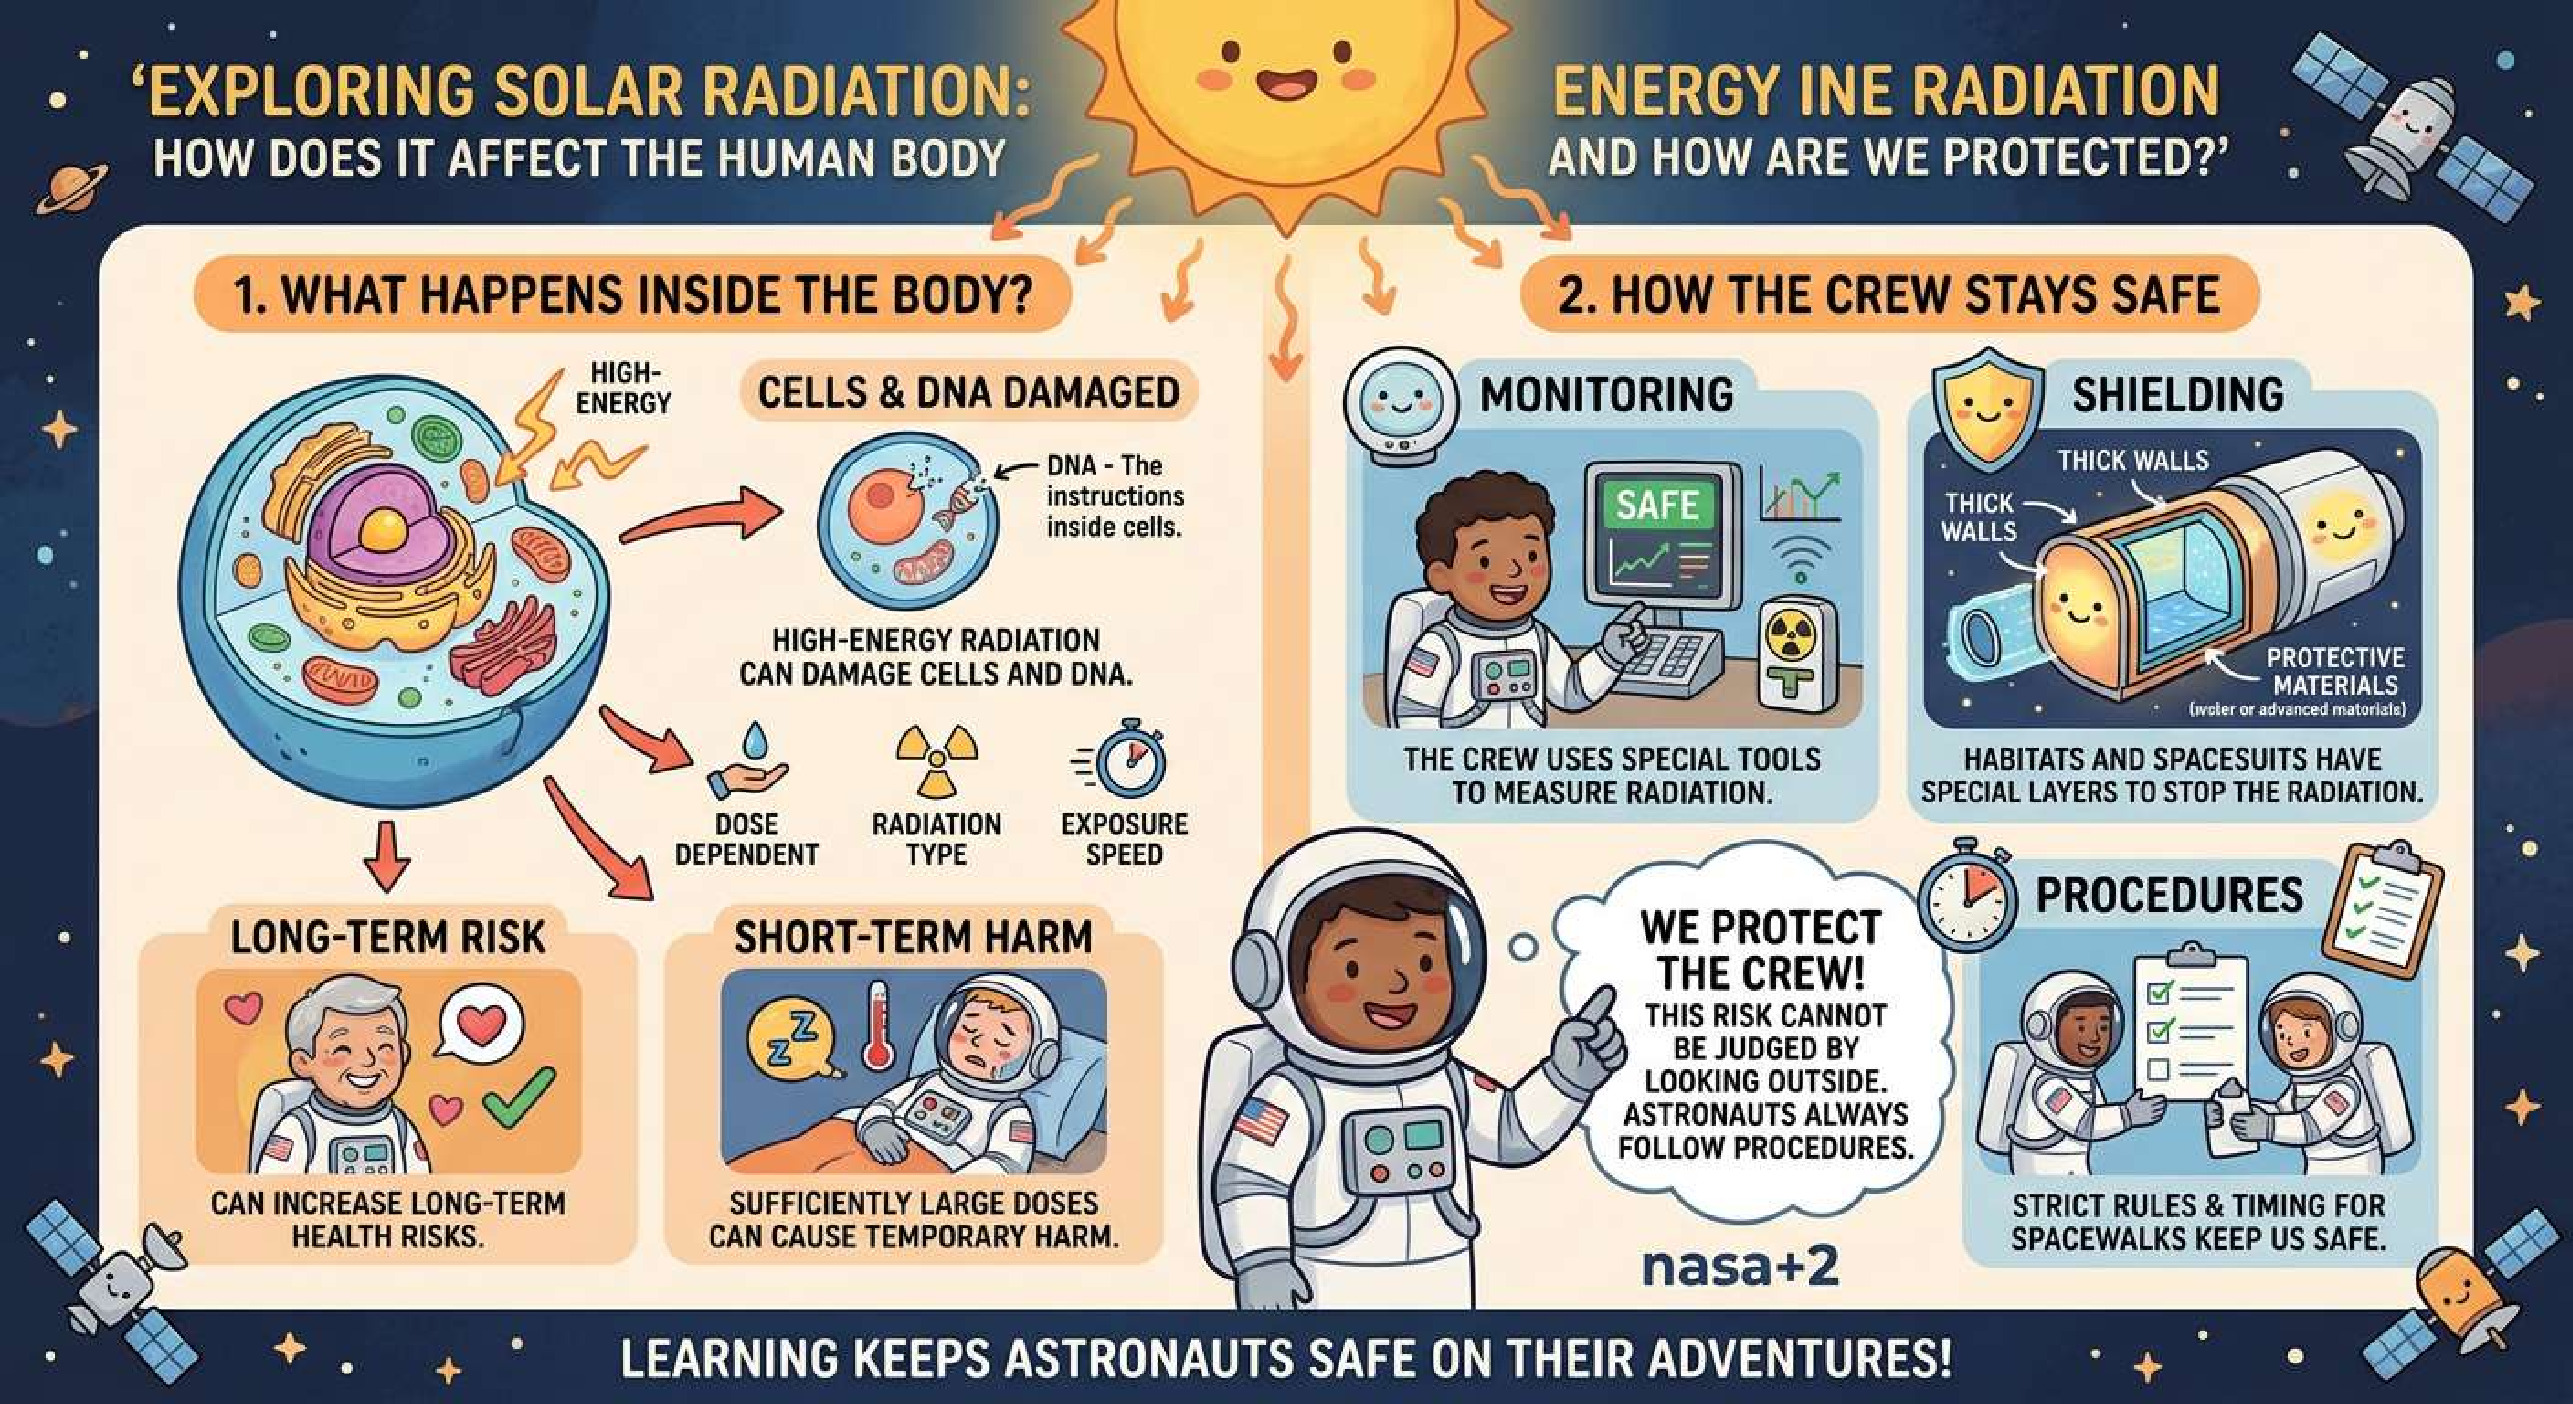 'EXPLORING SOLAR RADIATION:
HOW DOES IT AFFECT THE HUMAN BODY
ENERGY INE RADIATION
AND HOW ARE WE PROTECTED?'
1. WHAT HAPPENS INSIDE THE BODY?
HIGH-
ENERGY
CELLS & DNA DAMAGED
DNA - The
instructions
inside cells.
HIGH-ENERGY RADIATION
CAN DAMAGE CELLS AND DNA.
DOSE
DEPENDENT
RADIATION
TYPE
EXPOSURE
SPEED
LONG-TERM RISK
CAN INCREASE LONG-TERM
HEALTH RISKS.
SHORT-TERM HARM
Z
Z
SUFFICIENTLY LARGE DOSES
CAN CAUSE TEMPORARY HARM.
2. HOW THE CREW STAYS SAFE
MONITORING
SAFE
THE CREW USES SPECIAL TOOLS
TO MEASURE RADIATION.
SHIELDING
THICK WALLS
THICK
WALLS
PROTECTIVE
MATERIALS
(wcler or advanced materials)
HABITATS AND SPACESUITS HAVE
SPECIAL LAYERS TO STOP THE RADIATION.
WE PROTECT
THE CREW!
THIS RISK CANNOT
BE JUDGED BY
LOOKING OUTSIDE.
ASTRONAUTS ALWAYS
FOLLOW PROCEDURES.
nasa+2
PROCEDURES
STRICT RULES & TIMING FOR
SPACEWALKS KEEP US SAFE.
LEARNING KEEPS ASTRONAUTS SAFE ON THEIR ADVENTURES!